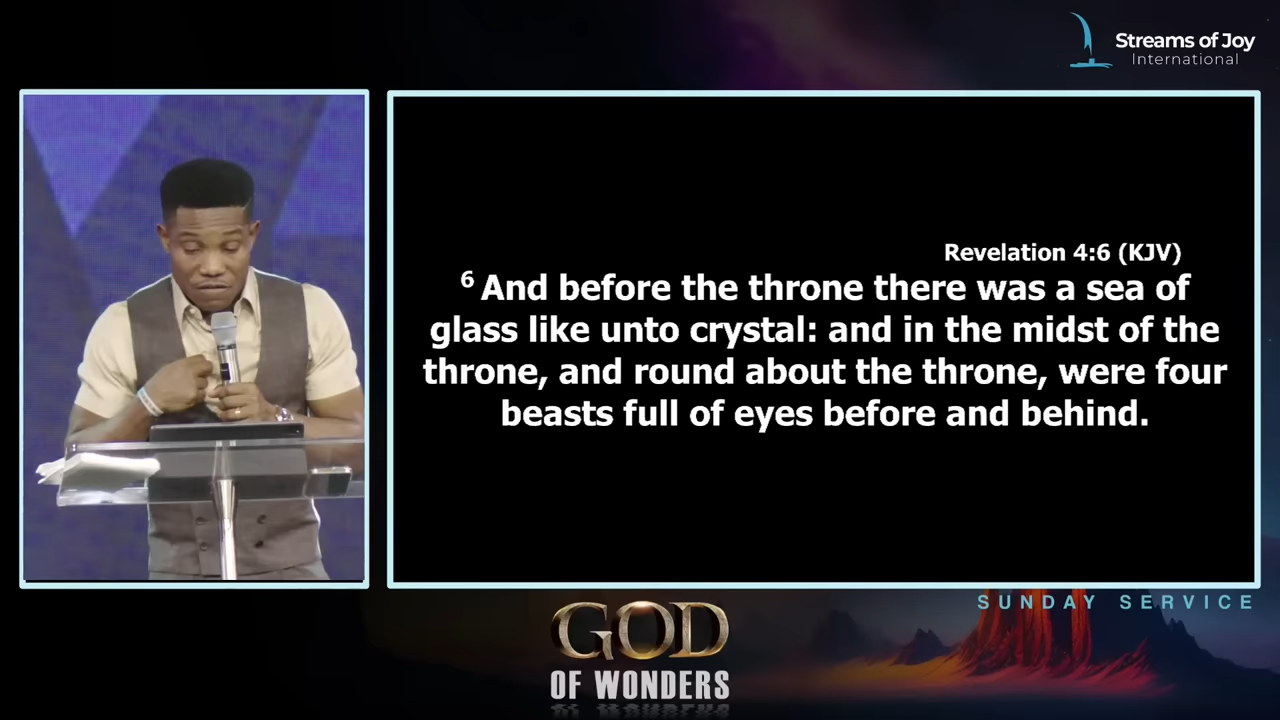 Streams of Joy
International
Revelation 4:6 (KJV)
6 And before the throne there was a sea of
glass like unto crystal: and in the midst of the
throne, and round about the throne, were four
beasts full of eyes before and behind.
SUNDAY SERVICE
GOD
OF WONDERS